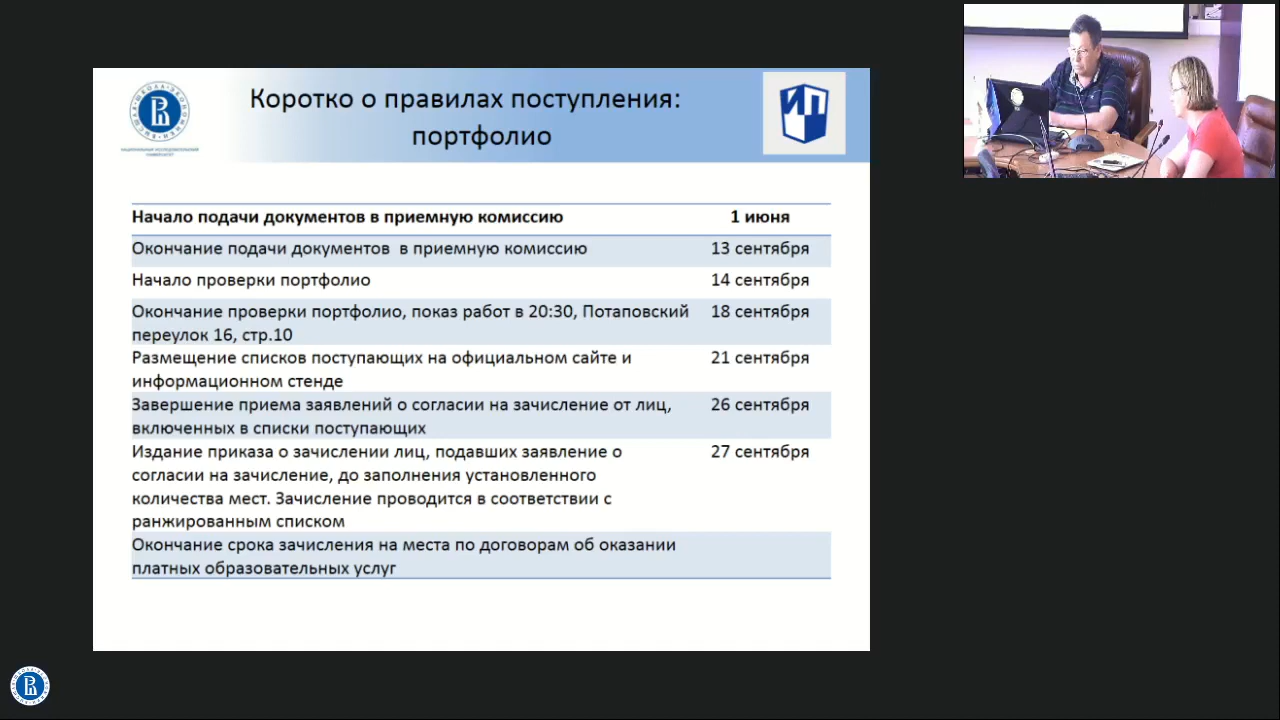 Коротко о правилах поступления:
портфолио
ИП
НАЦИОНАЛЬНЫЙ ИССЛЕДОВАТЕЛЬСКИЙ
УНИВЕРСИТЕТ
Начало подачи документов в приемную комиссию 1 июня
Окончание подачи документов в приемную комиссию 13 сентября
Начало проверки портфолио 14 сентября
Окончание проверки портфолио, показ работ в 20:30, Потаповский 18 сентября
переулок 16, стр.10
Размещение списков поступающих на официальном сайте и 21 сентября
информационном стенде
Завершение приема заявлений о согласии на зачисление от лиц, 26 сентября
включенных в списки поступающих
Издание приказа о зачислении лиц, подавших заявление о 27 сентября
согласии на зачисление, до заполнения установленного
количества мест. Зачисление проводится в соответствии с
ранжированным списком
Окончание срока зачисления на места по договорам об оказании
платных образовательных услуг